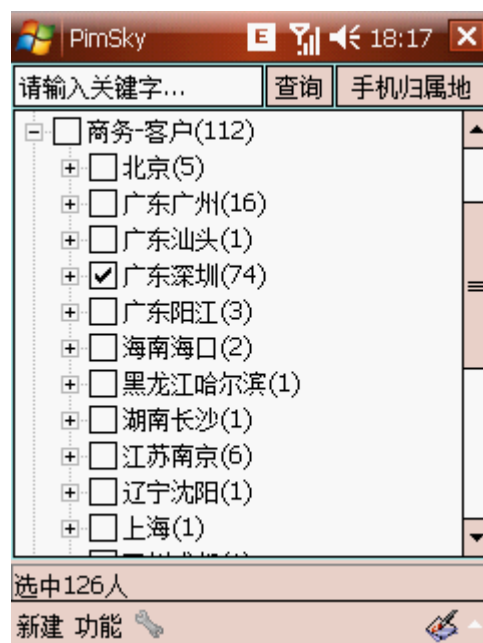 PimSky E 18:17
请输入关键字... 查询 手机归属地
商务-客户(112)
北京(5)
广东广州(16)
广东汕头(1)
广东深圳(74)
广东阳江(3)
海南海口(2)
黑龙江哈尔滨(1)
湖南长沙(1)
江苏南京(6)
辽宁沈阳(1)
上海(1)
选中126人
新建 功能